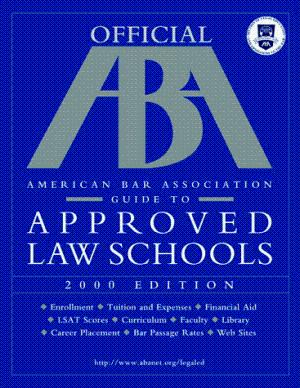 OFFICIAL
ABA
AMERICAN BAR ASSOCIATION
GUIDE TO
APPROVED
LAW SCHOOLS
2000 EDITION
❖ Enrollment ❖ Tuition and Expenses ❖ Financial Aid
❖ LSAT Scores ❖ Curriculum ❖ Faculty ❖ Library
❖ Career Placement ❖ Bar Passage Rates ❖ Web Sites
http://www.abanet.org/legaled